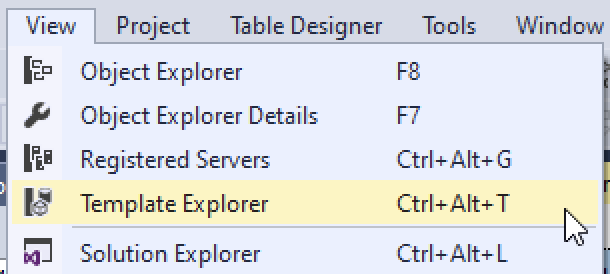 View Project Table Designer Tools Window
Object Explorer F8
Object Explorer Details F7
Registered Servers Ctrl+Alt+G
Template Explorer Ctrl+Alt+T
Solution Explorer Ctrl+Alt+L